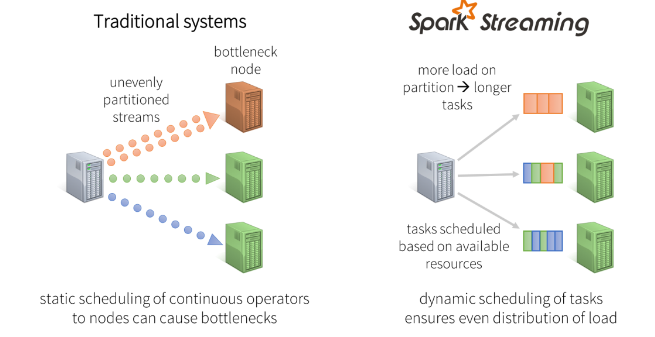 Traditional systems
bottleneck
node
unevenly
partitioned
streams
static scheduling of continuous operators
to nodes can cause bottlenecks
Spark Streaming
more load on
partition → longer
tasks
tasks scheduled
based on available
resources
dynamic scheduling of tasks
ensures even distribution of load